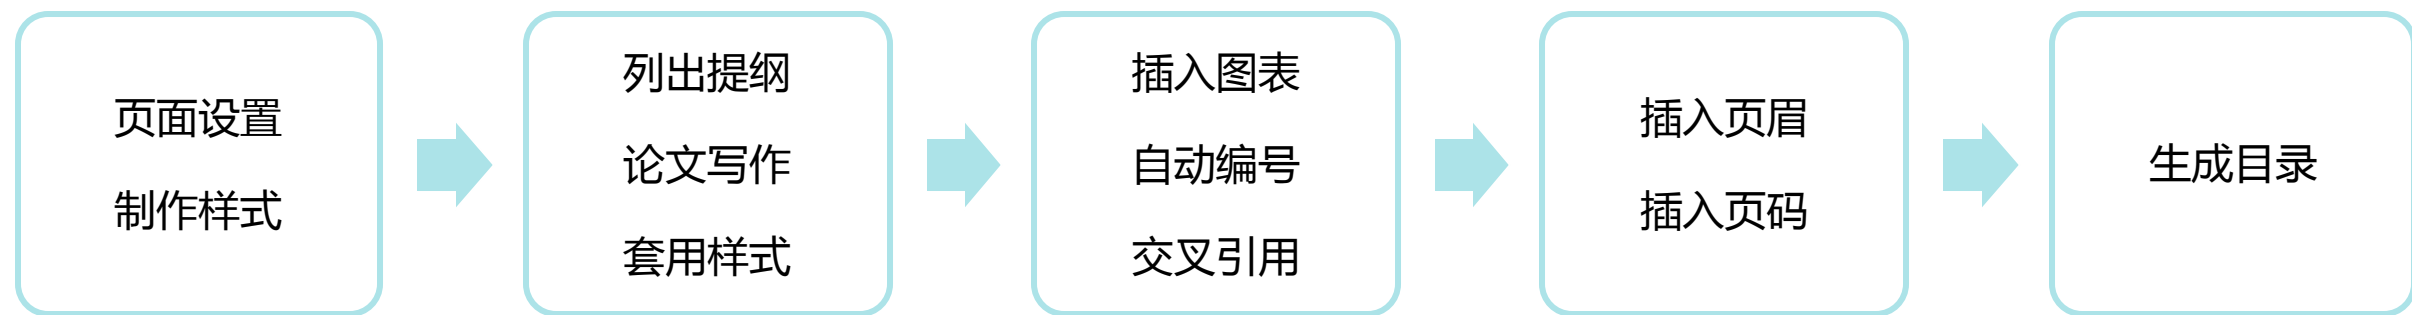 页面设置
制作样式
列出提纲
论文写作
套用样式
插入图表
自动编号
交叉引用
插入页眉
插入页码
生成目录